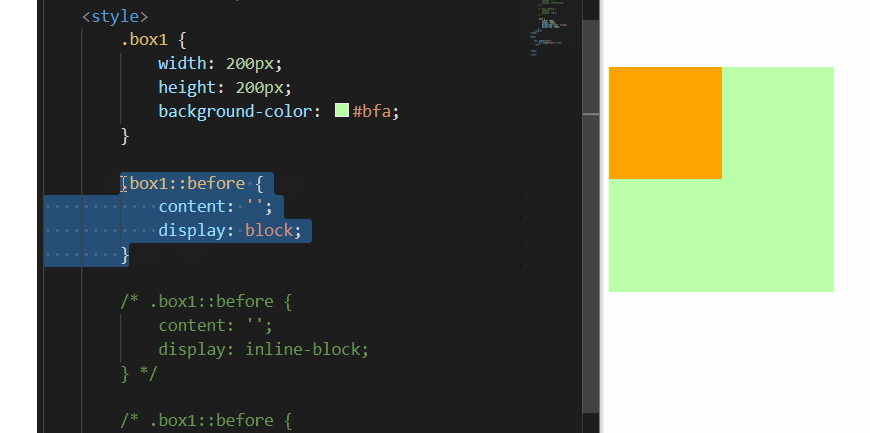 <style>
.box1 {
width: 200px;
height: 200px;
background-color: #bfa;
}
.box1::before {
content: '';
display: block;
}
/* .box1::before {
content: '';
display: inline-block;
} */
/* .box1::before {